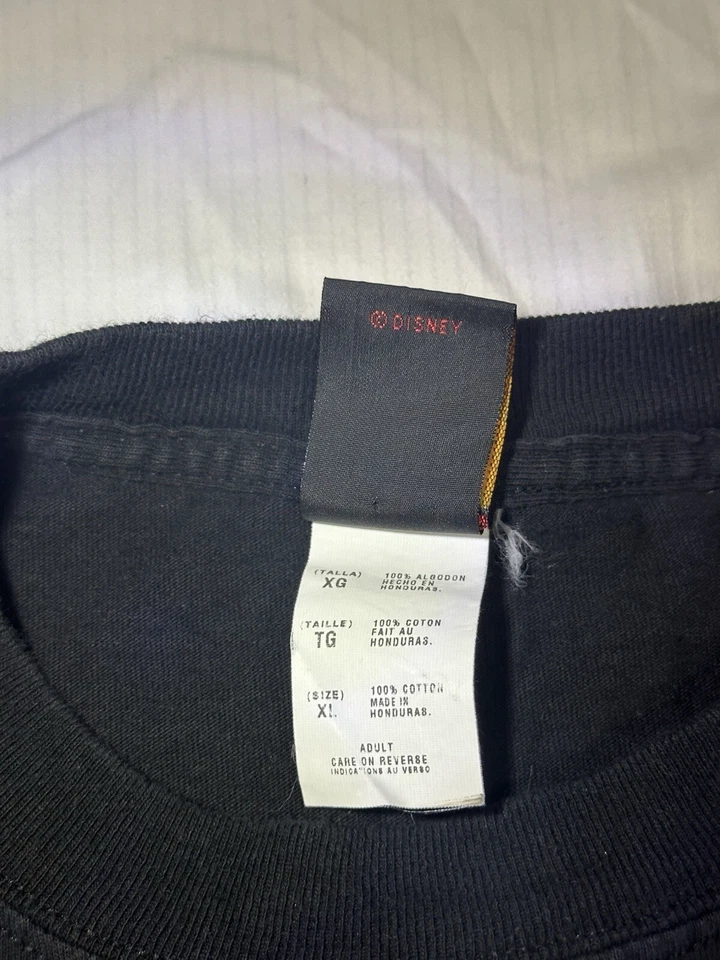 © DISNEY
(TALLA)
XG
100% ALGODON
HECHO EN
HONDURAS.
(TAILLE)
TG
100% COTON
FAIT AU
HONDURAS.
(SIZE)
XL
100% COTTON
MADE IN
HONDURAS.
ADULT
CARE ON REVERSE
INDICATIONS AU VERSO